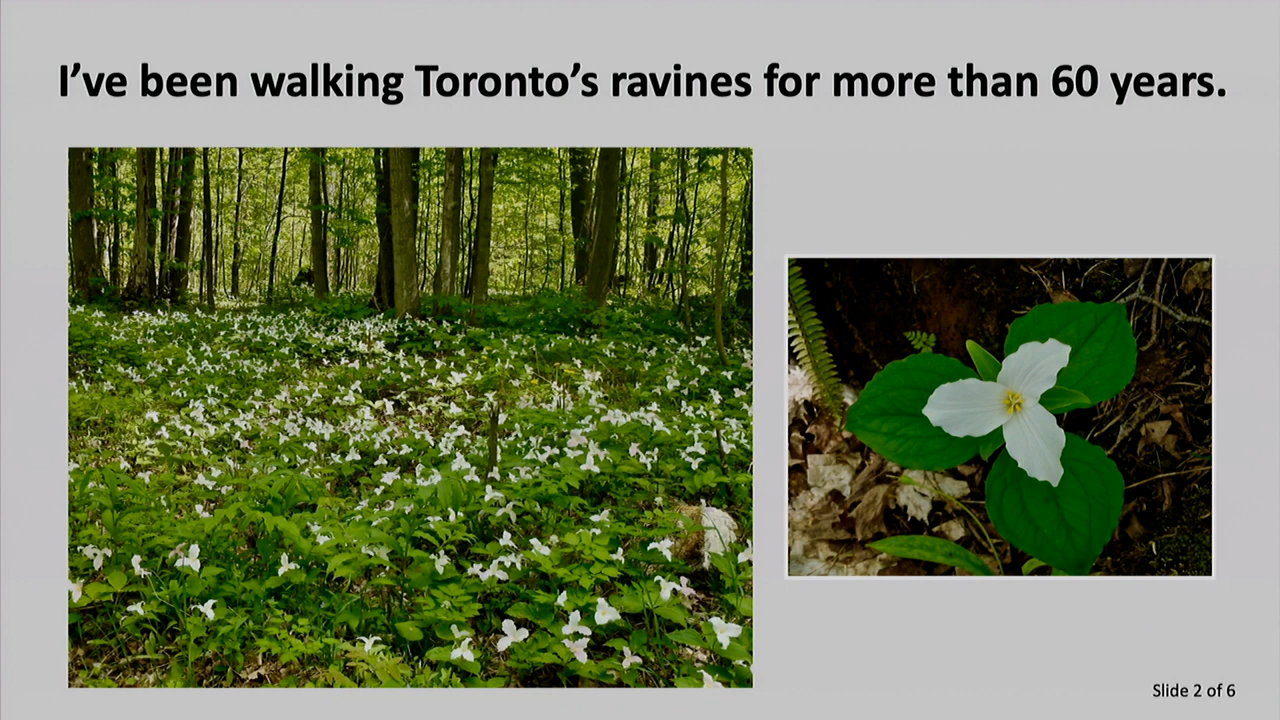 I’ve been walking Toronto’s ravines for more than 60 years.
Slide 2 of 6